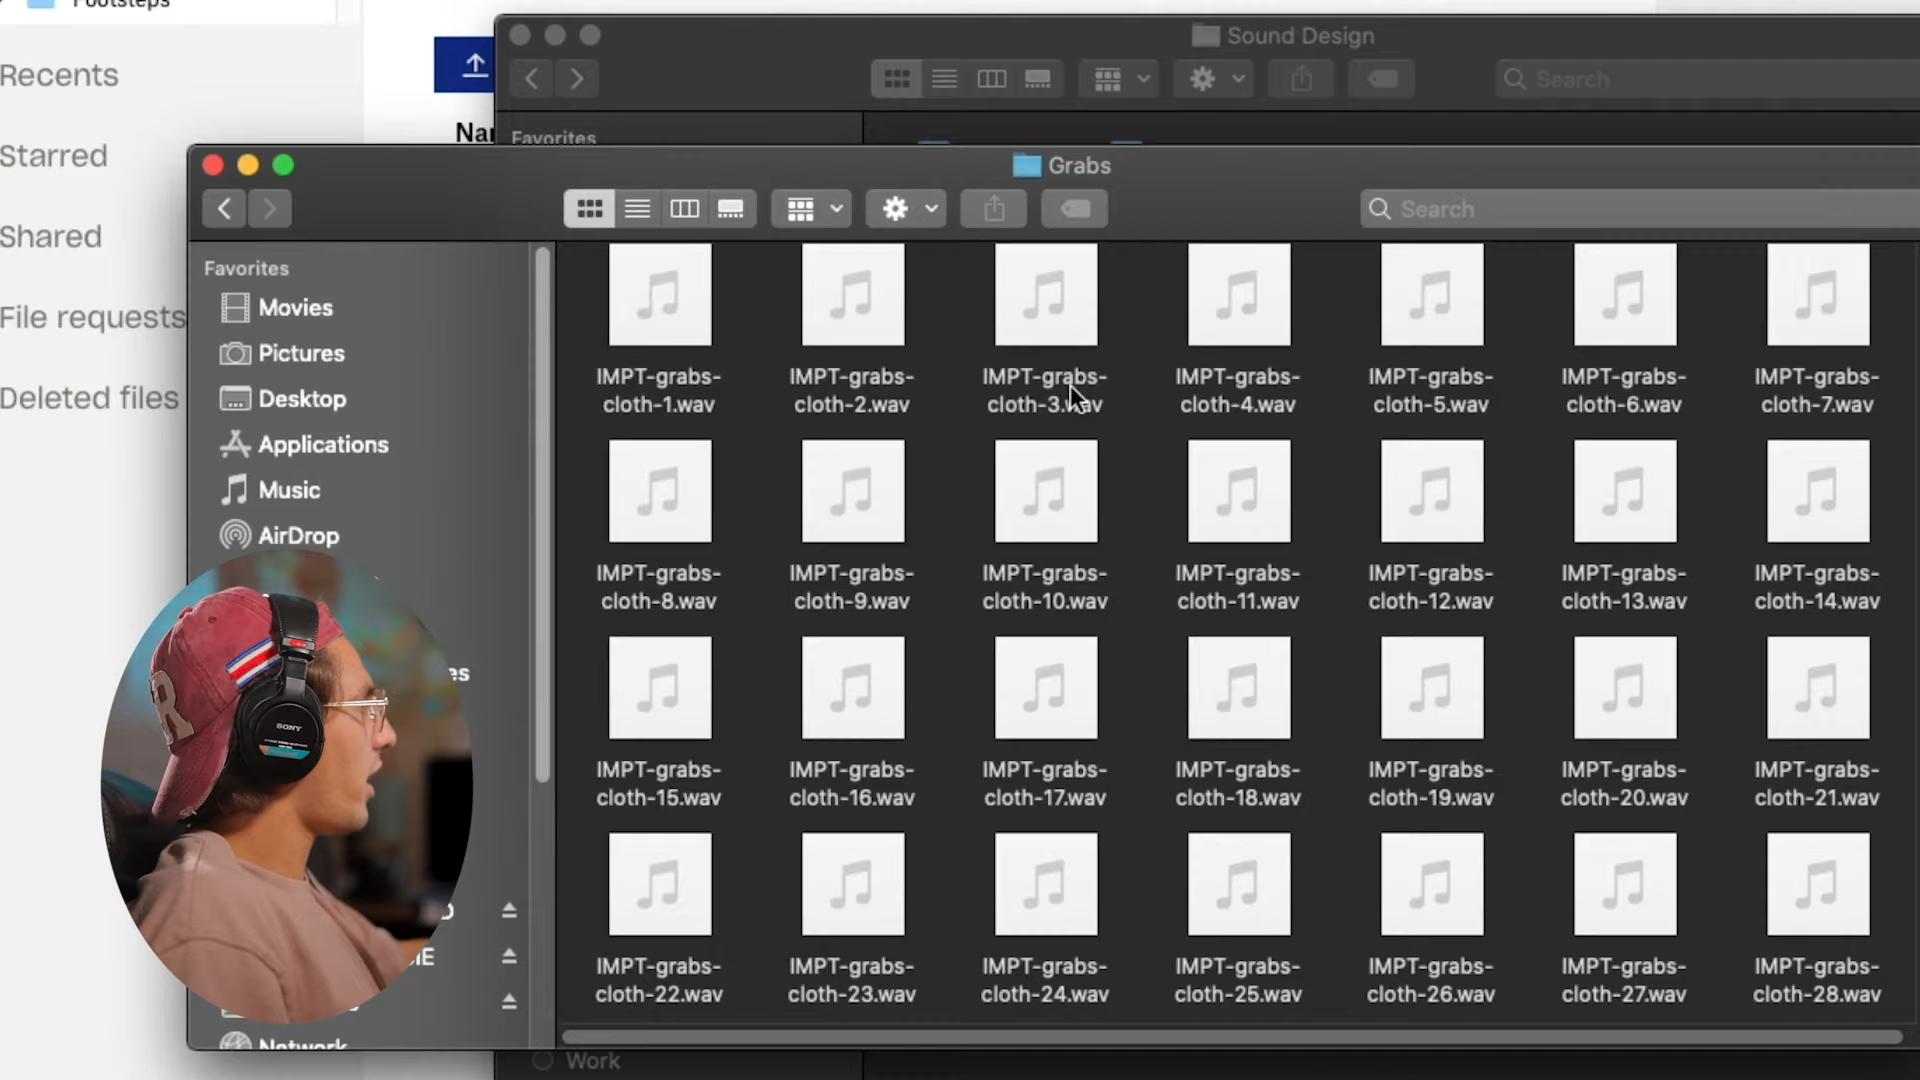 Footsteps
Recents
Starred
Shared
File requests
Deleted files
Sound Design
Search
Favorites
Grabs
Search
Favorites
Movies
Pictures
Desktop
Applications
Music
AirDrop
Network
IMPT-grabs-
cloth-1.wav
IMPT-grabs-
cloth-2.wav
IMPT-grabs-
cloth-3.wav
IMPT-grabs-
cloth-4.wav
IMPT-grabs-
cloth-5.wav
IMPT-grabs-
cloth-6.wav
IMPT-grabs-
cloth-7.wav
IMPT-grabs-
cloth-8.wav
IMPT-grabs-
cloth-9.wav
IMPT-grabs-
cloth-10.wav
IMPT-grabs-
cloth-11.wav
IMPT-grabs-
cloth-12.wav
IMPT-grabs-
cloth-13.wav
IMPT-grabs-
cloth-14.wav
IMPT-grabs-
cloth-15.wav
IMPT-grabs-
cloth-16.wav
IMPT-grabs-
cloth-17.wav
IMPT-grabs-
cloth-18.wav
IMPT-grabs-
cloth-19.wav
IMPT-grabs-
cloth-20.wav
IMPT-grabs-
cloth-21.wav
IMPT-grabs-
cloth-22.wav
IMPT-grabs-
cloth-23.wav
IMPT-grabs-
cloth-24.wav
IMPT-grabs-
cloth-25.wav
IMPT-grabs-
cloth-26.wav
IMPT-grabs-
cloth-27.wav
IMPT-grabs-
cloth-28.wav
Work
R
SONY